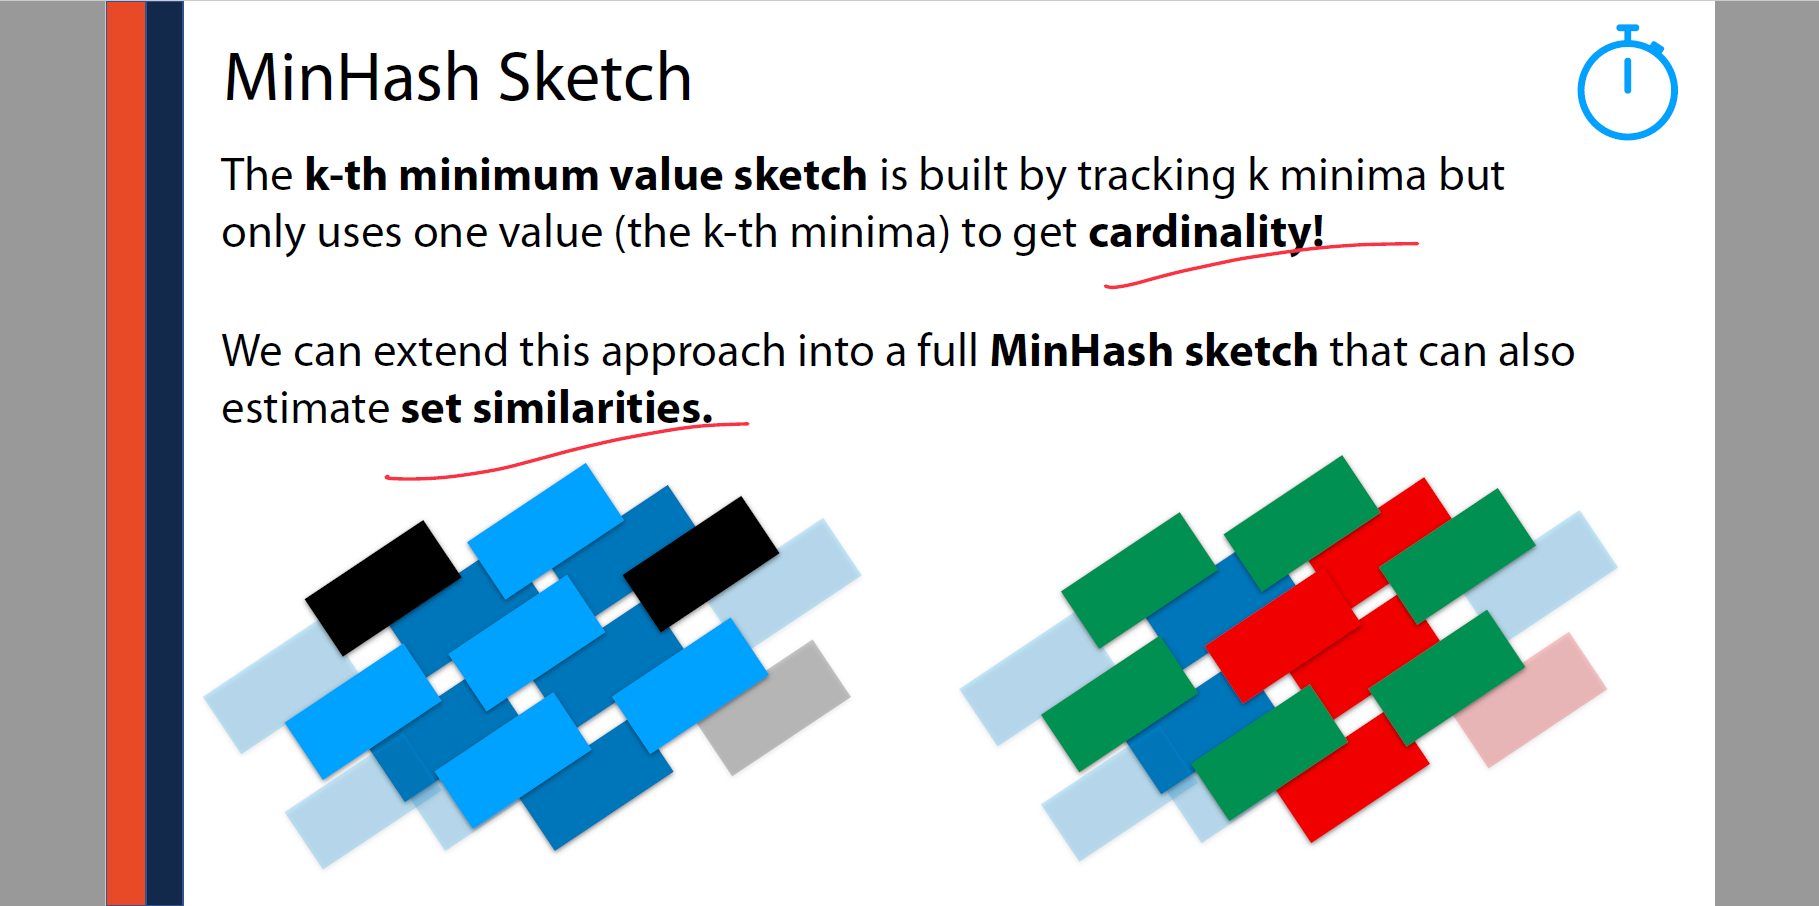 MinHash Sketch
The k-th minimum value sketch is built by tracking k minima but
only uses one value (the k-th minima) to get cardinality!
We can extend this approach into a full MinHash sketch that can also
estimate set similarities.